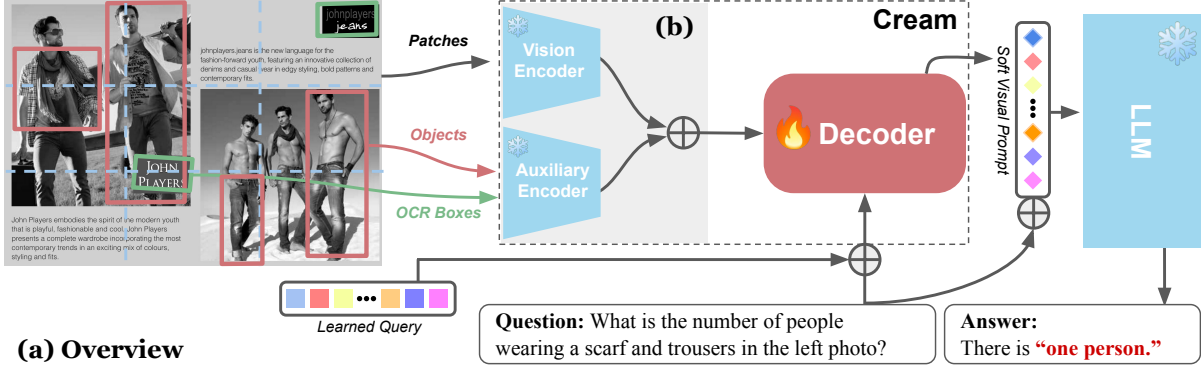 johnplayers
jeans
johnplayers.jeans is the new language for the
fashion-forward youth, featuring an innovative collection of
denims and casual wear in edgy styling, bold patterns and
contemporary fits.
JOHN
PLAYERS
John Players embodies the spirit of the modern youth
that is playful, fashionable and cool. John Players
presents a complete wardrobe incorporating the most
contemporary trends in an exciting mix of colours,
styling and fits.
(a) Overview
Patches
Objects
OCR Boxes
Learned Query
Vision
Encoder
Auxiliary
Encoder
(b)
Cream
Decoder
Soft Visual Prompt
LLM
Question: What is the number of people
wearing a scarf and trousers in the left photo?
Answer:
There is “one person.”